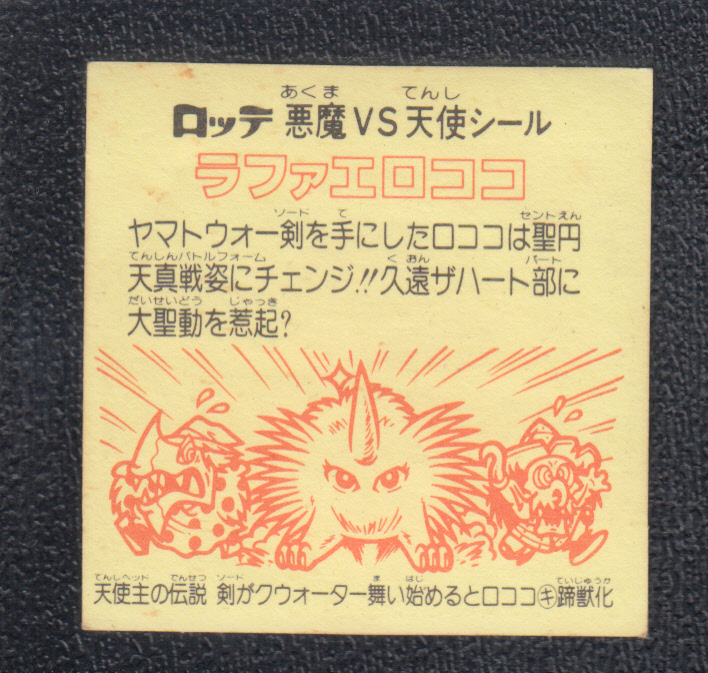 ロッテ 悪魔VS天使シール
ラファエロココ
ヤマトウォー剣を手にしたロココは聖円
天真戦姿にチェンジ!!久遠ザハート部に
大聖動を惹起?
天使主の伝説 剣がクウォーター舞い始めるとロココ㋖蹄獣化